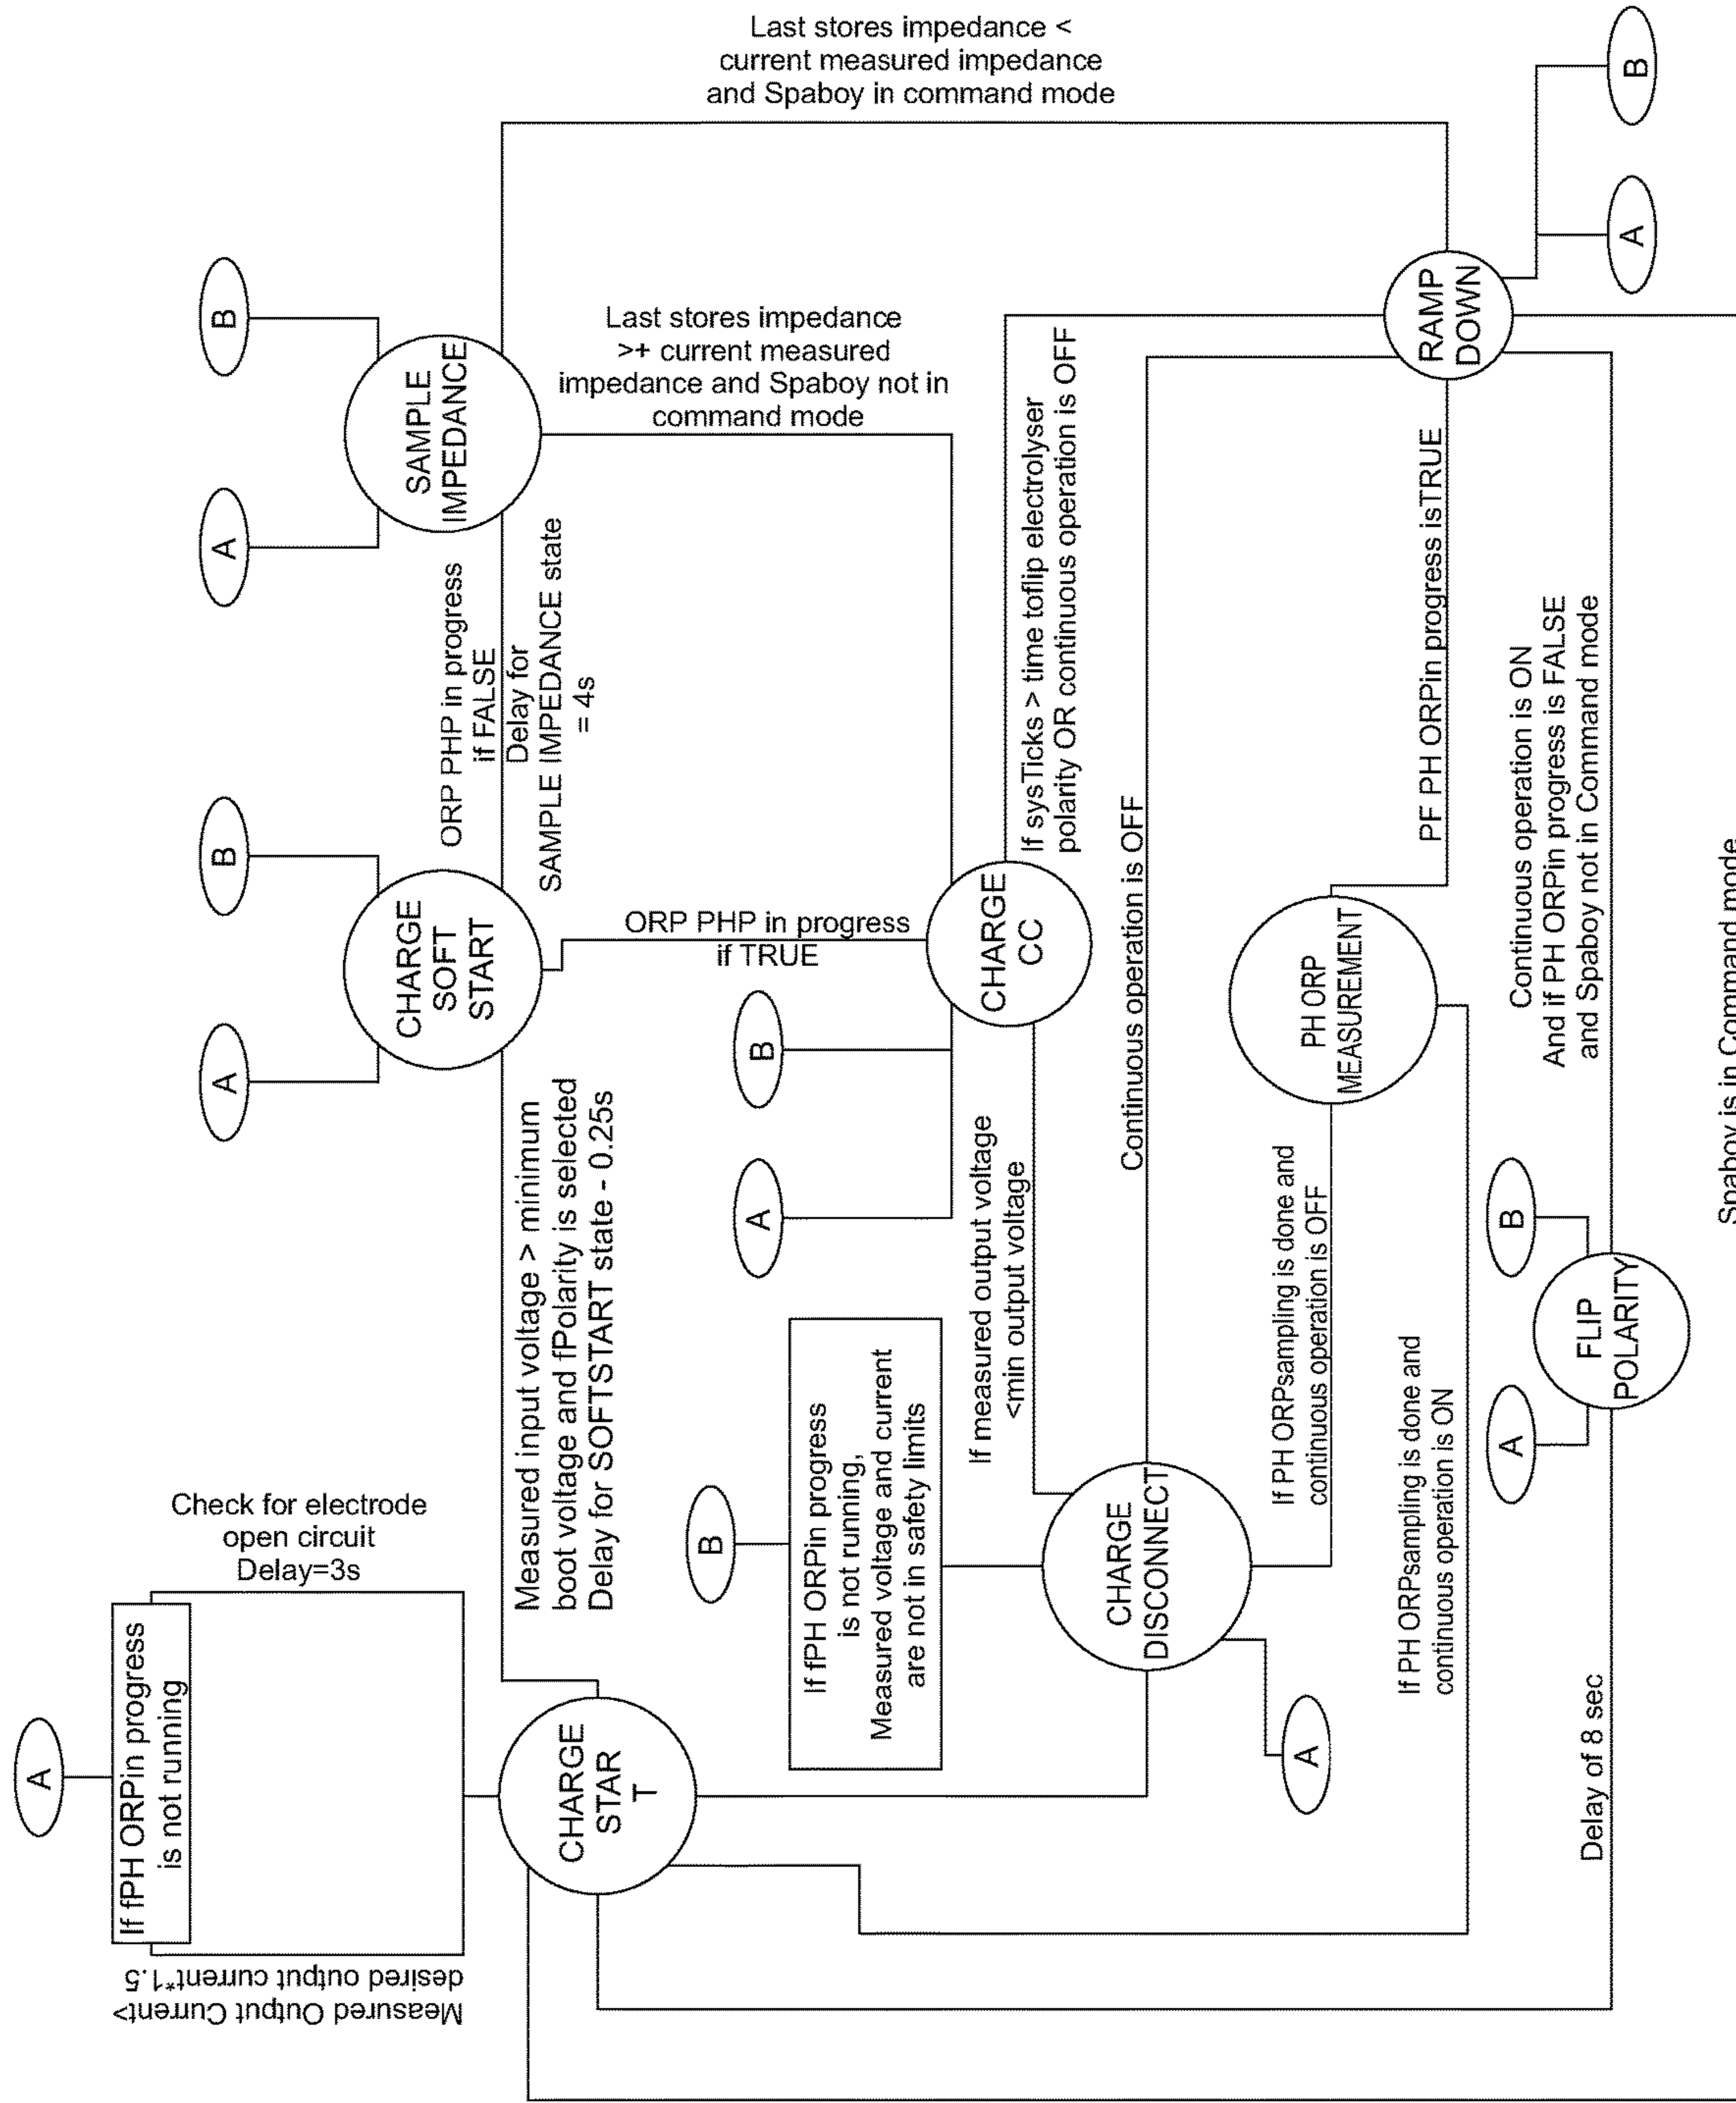 Last stores impedance <
current measured impedance
and Spaboy in command mode
B
A
SAMPLE
IMPEDANCE
Last stores impedance
>+ current measured
impedance and Spaboy not in
command mode
ORP PHP in progress
if FALSE
Delay for
SAMPLE IMPEDANCE state
= 4s
B
A
CHARGE
SOFT
START
ORP PHP in progress
if TRUE
Measured input voltage > minimum
boot voltage and fPolarity is selected
Delay for SOFTSTART state - 0.25s
Check for electrode
open circuit
Delay=3s
A
If fPH ORPin progress
is not running
Measured Output Current>
desired output current*1.5
CHARGE
STAR
T
B
A
CHARGE
CC
If sysTicks > time toflip electrolyser
polarity OR continuous operation is OFF
If measured output voltage
<min output voltage
B
If fPH ORPin progress
is not running,
Measured voltage and current
are not in safety limits
CHARGE
DISCONNECT
A
Continuous operation is OFF
PH ORP
MEASUREMENT
If PH ORPsampling is done and
continuous operation is OFF
If PH ORPsampling is done and
continuous operation is ON
PF PH ORPin progress isTRUE
RAMP
DOWN
B
A
Continuous operation is ON
And if PH ORPin progress is FALSE
and Spaboy not in Command mode
B
A
FLIP
POLARITY
Delay of 8 sec
Spaboy is in Command mode